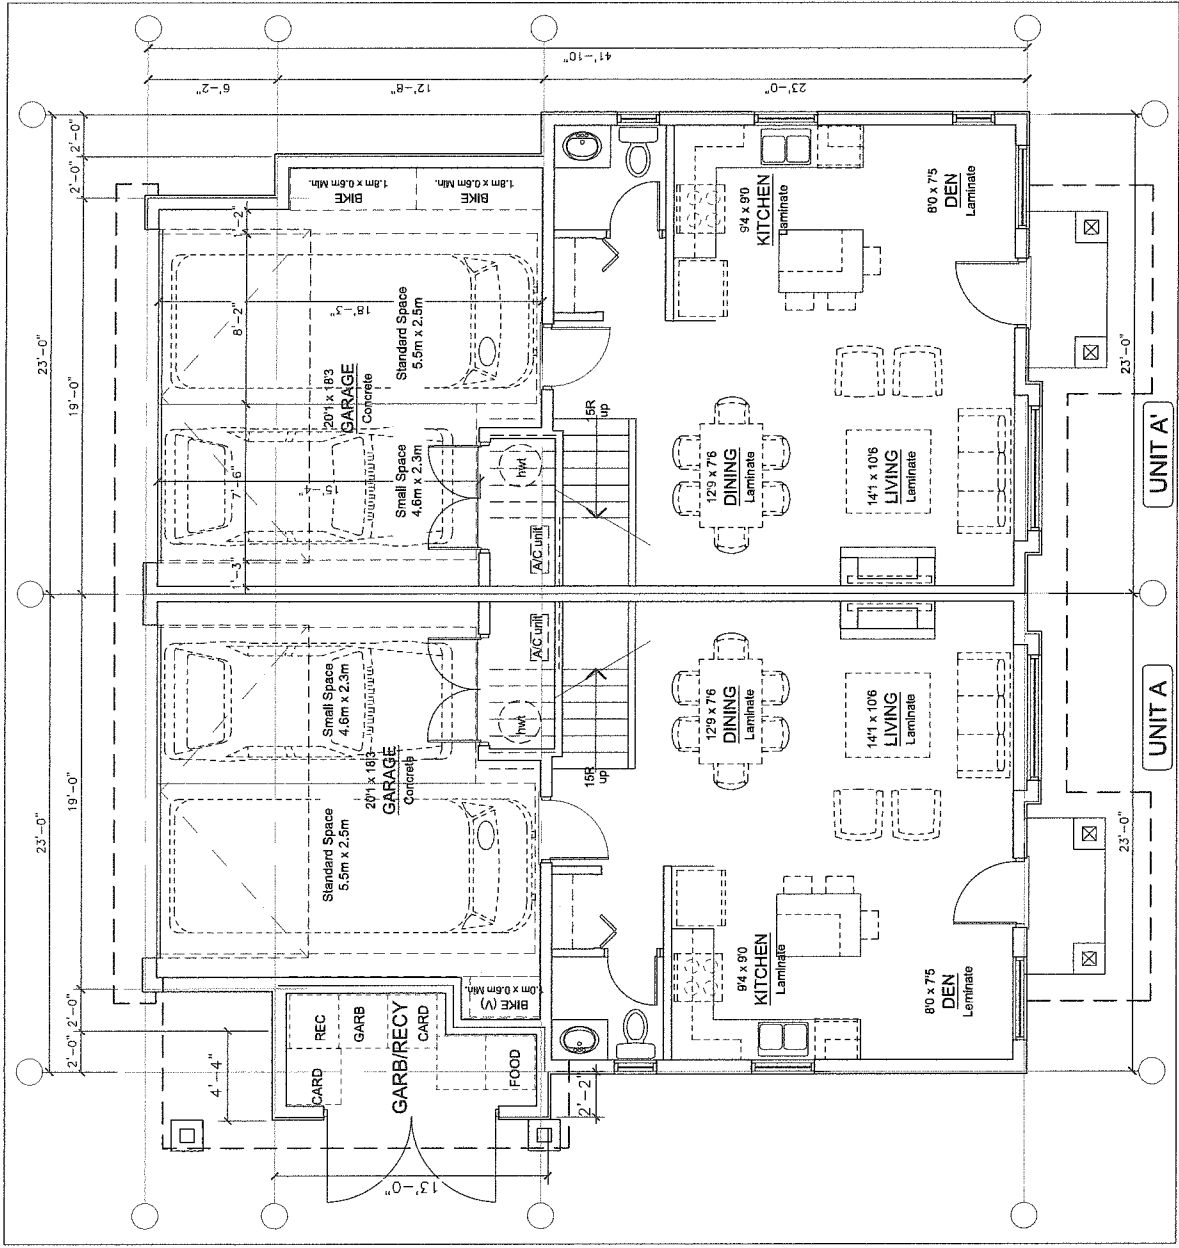 41'-10"
6'-2"
12'-8"
23'-0"
23'-0"
2'-0"
2'-0"
19'-0"
BIKE
1.8m x 0.6m Min.
BIKE
1.8m x 0.6m Min.
1'-2"
8'-2"
18'-3"
Standard Space
5.5m x 2.5m
20'1 x 18'3
GARAGE
Concrete
7'-6"
15'-4"
Small Space
4.6m x 2.3m
1'-3"
hwt
A/C unit
15R
up
9'4 x 9'0
KITCHEN
Laminate
8'0 x 7'5
DEN
Laminate
12'9 x 7'6
DINING
Laminate
14'1 x 10'6
LIVING
Laminate
23'-0"
UNIT A'
23'-0"
19'-0"
2'-0"
2'-0"
4'-4"
Small Space
4.6m x 2.3m
20'1 x 18'3
GARAGE
Concrete
Standard Space
5.5m x 2.5m
A/C unit
hwt
15R
up
BIKE (V)
1.0m x 0.6m Min.
REC
GARB
CARD
CARD
FOOD
GARB/RECY
13'-0"
2'-2"
12'9 x 7'6
DINING
Laminate
14'1 x 10'6
LIVING
Laminate
9'4 x 9'0
KITCHEN
Laminate
8'0 x 7'5
DEN
Laminate
23'-0"
UNIT A